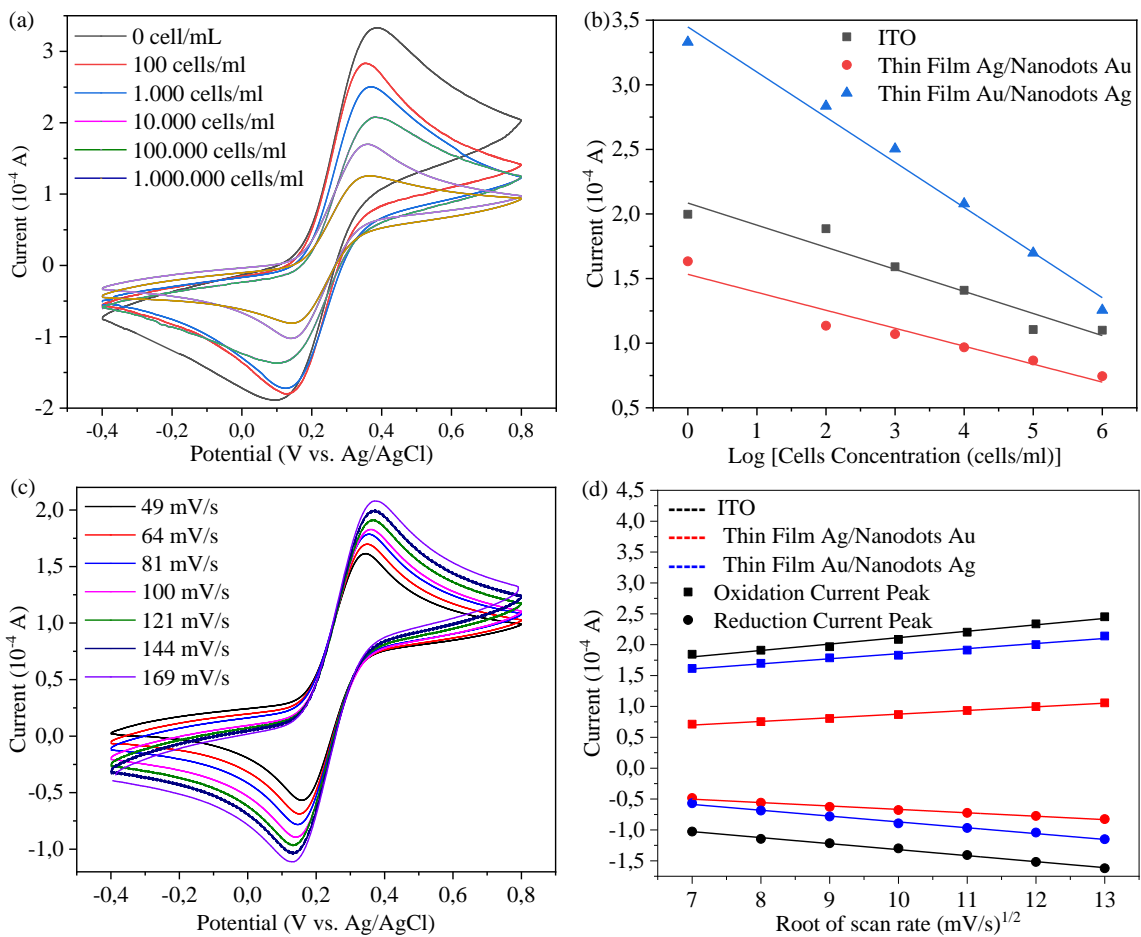 (a)
0 cell/mL
100 cells/ml
1.000 cells/ml
10.000 cells/ml
100.000 cells/ml
1.000.000 cells/ml
3
2
1
0
-1
-2
Current (10⁻⁴ A)
-0,4 -0,2 0,0 0,2 0,4 0,6 0,8
Potential (V vs. Ag/AgCl)
(b)
ITO
Thin Film Ag/Nanodots Au
Thin Film Au/Nanodots Ag
3,5
3,0
2,5
2,0
1,5
1,0
0,5
Current (10⁻⁴ A)
0 1 2 3 4 5 6
Log [Cells Concentration (cells/ml)]
(c)
49 mV/s
64 mV/s
81 mV/s
100 mV/s
121 mV/s
144 mV/s
169 mV/s
2,0
1,5
1,0
0,5
0,0
-0,5
-1,0
Current (10⁻⁴ A)
-0,4 -0,2 0,0 0,2 0,4 0,6 0,8
Potential (V vs. Ag/AgCl)
(d)
ITO
Thin Film Ag/Nanodots Au
Thin Film Au/Nanodots Ag
Oxidation Current Peak
Reduction Current Peak
4,5
4,0
3,5
3,0
2,5
2,0
1,5
1,0
0,5
0,0
-0,5
-1,0
-1,5
Current (10⁻⁴ A)
7 8 9 10 11 12 13
Root of scan rate (mV/s)¹ᐟ²